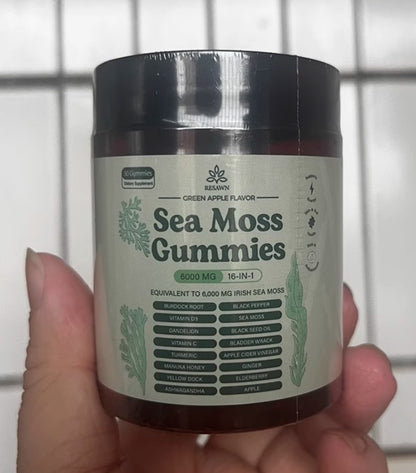 60 Gummies
Dietary Supplement
RESAWN
GREEN APPLE FLAVOR
Sea Moss
Gummies
6000 MG 16-IN-1
EQUIVALENT TO 6,000 MG IRISH SEA MOSS
BURDOCK ROOT BLACK PEPPER
VITAMIN D3 SEA MOSS
DANDELION BLACK SEED OIL
VITAMIN C BLADDER WRACK
TURMERIC APPLE CIDER VINEGAR
MANUKA HONEY GINGER
YELLOW DOCK ELDERBERRY
ASHWAGANDHA APPLE